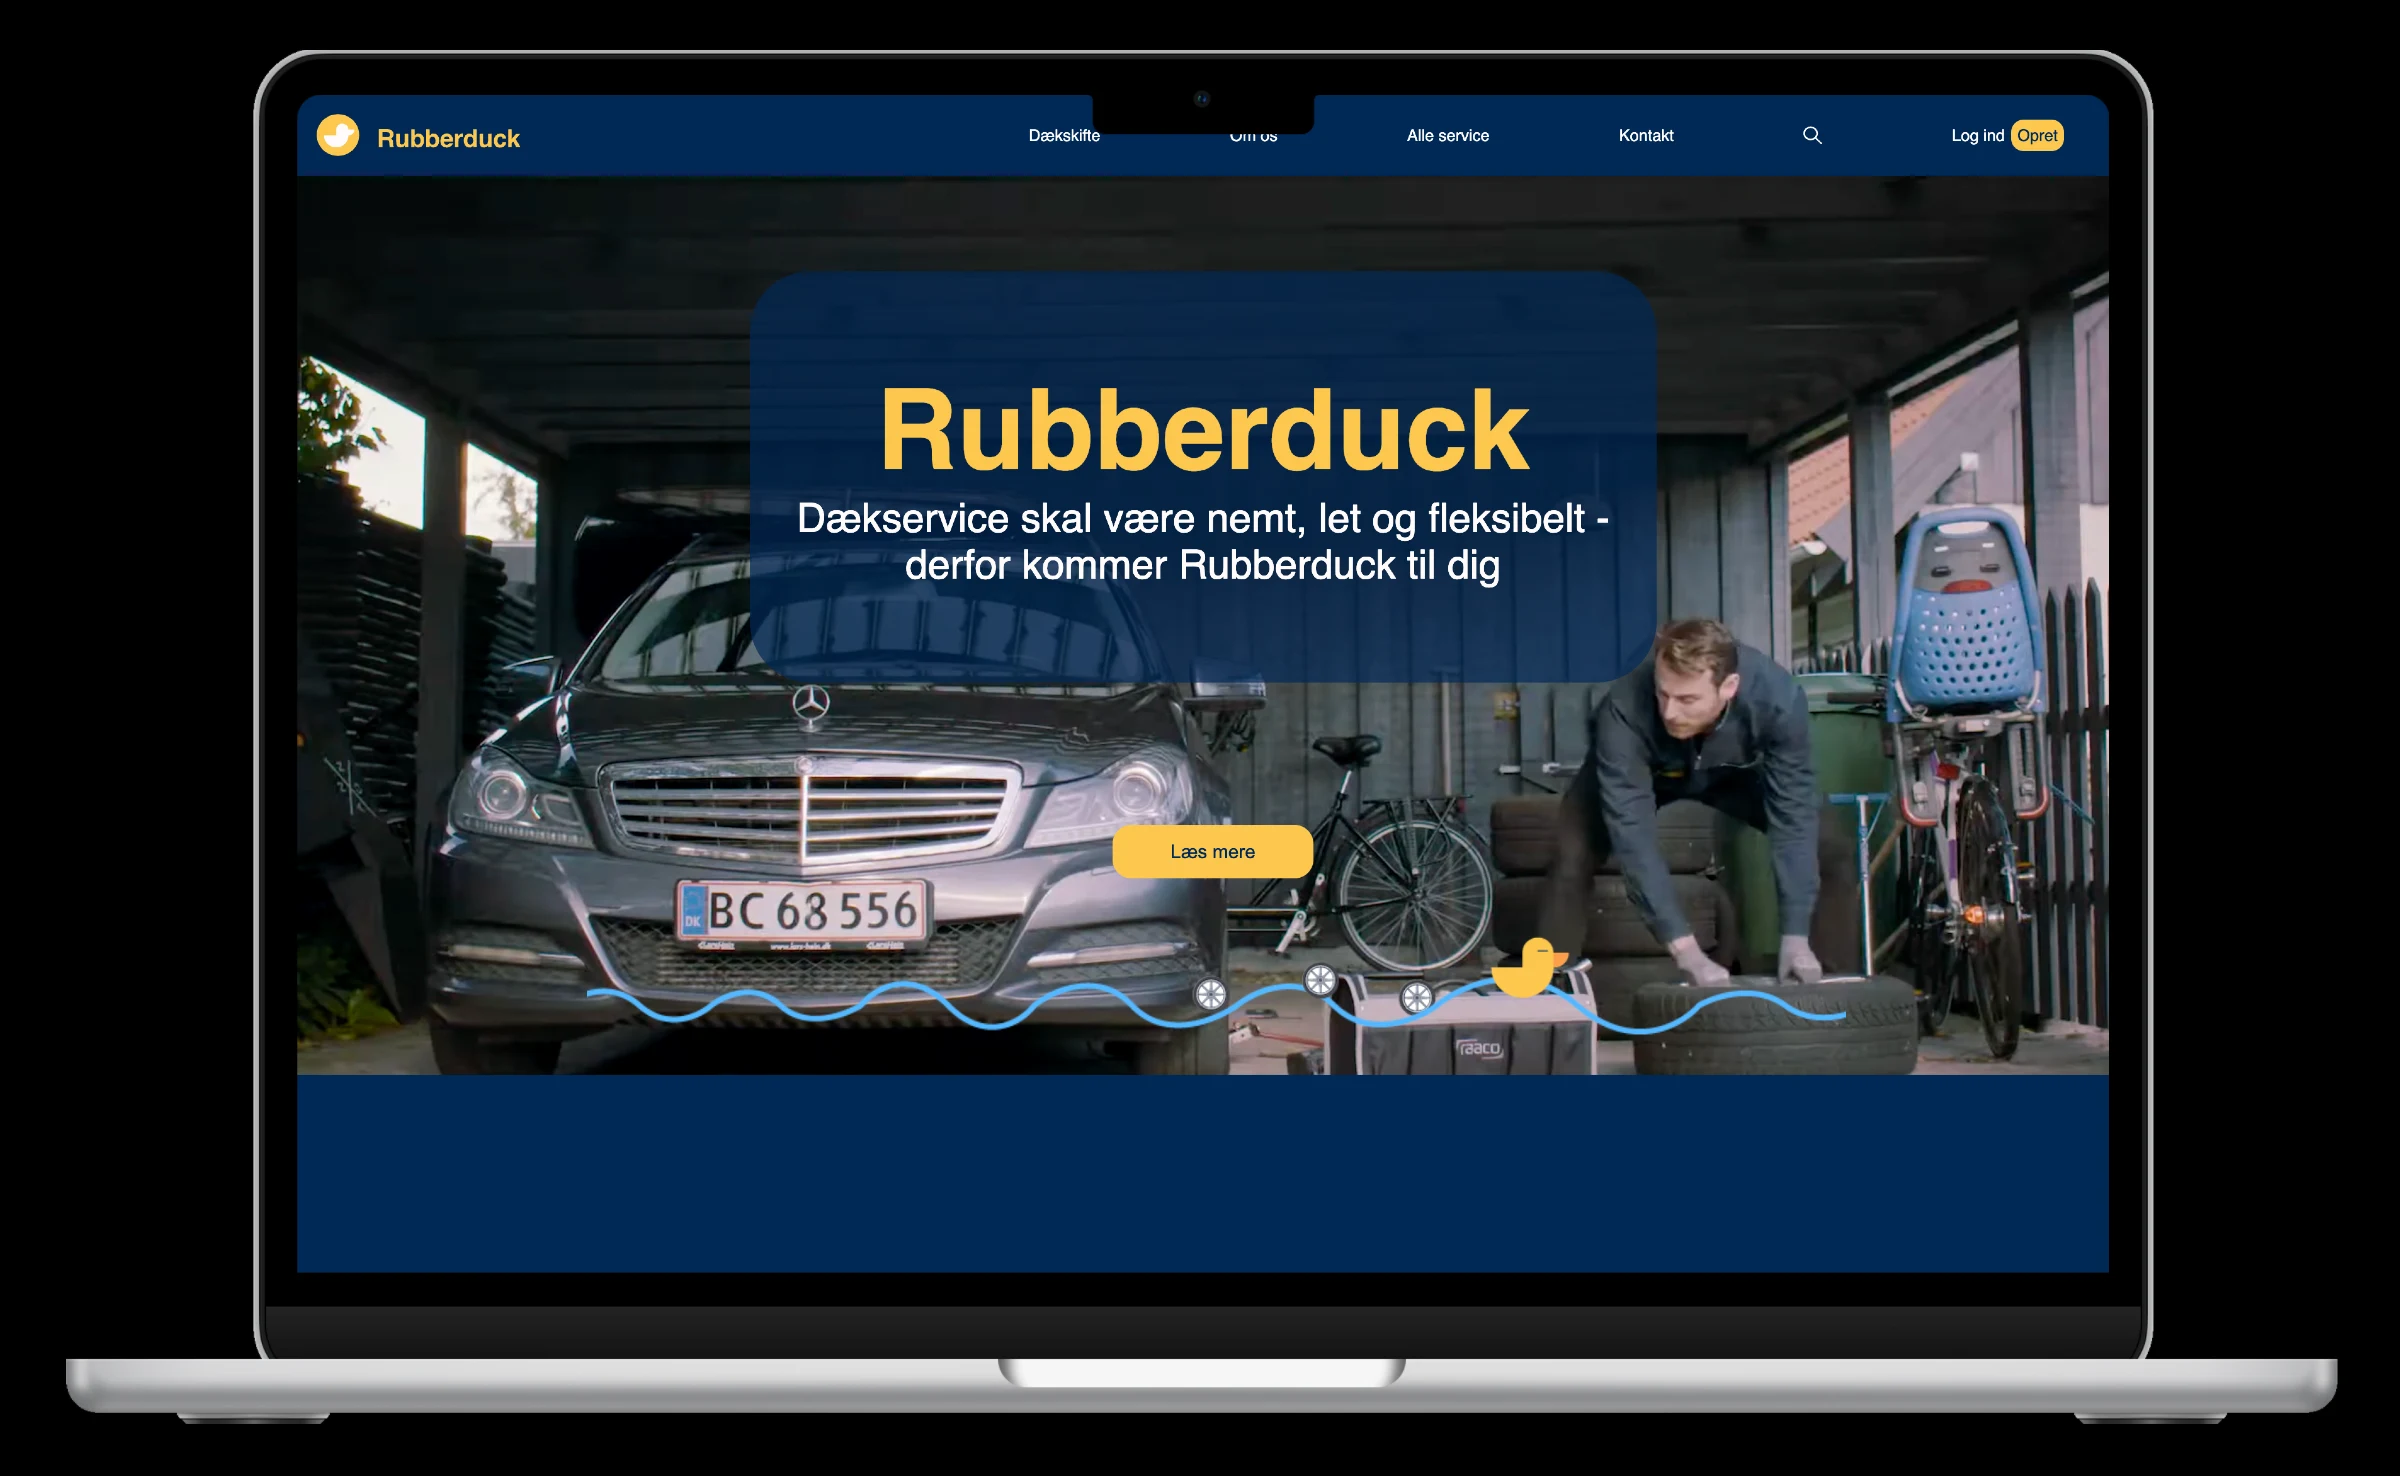 Rubberduck
Dækskifte
Om os
Alle service
Kontakt
Log ind
Opret
Rubberduck
Dækservice skal være nemt, let og fleksibelt -
derfor kommer Rubberduck til dig
Læs mere
DK
BC 68 556
raaco